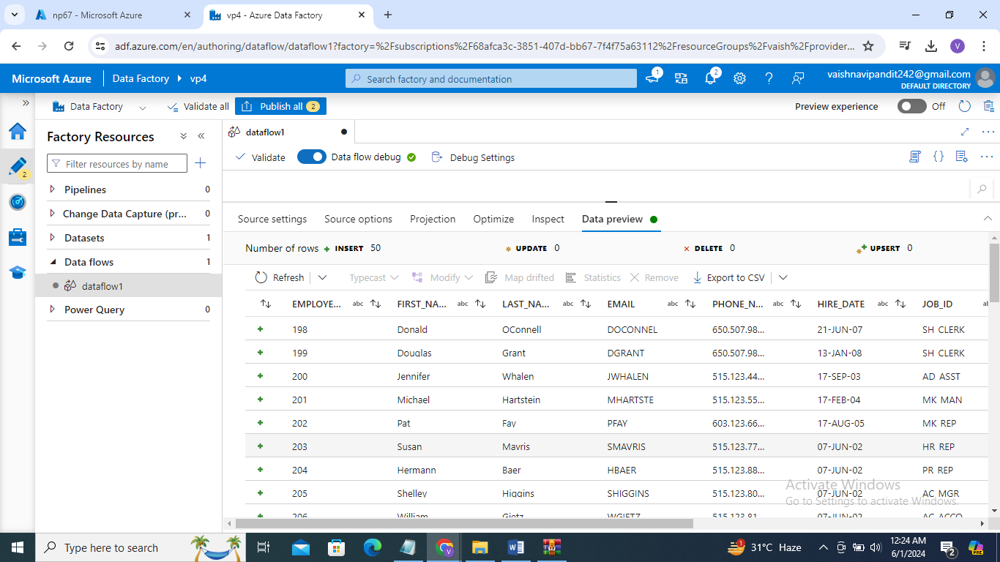 np67 - Microsoft Azure
vp4 - Azure Data Factory
adf.azure.com/en/authoring/dataflow/dataflow1?factory=%2Fsubscriptions%2F68afca3c-3851-407d-bb67-7f4f75a63112%2FresourceGroups%2Fvaish%2Fprovider...
V
Microsoft Azure
Data Factory
vp4
Search factory and documentation
1
2
vaishnavipandit242@gmail.com
DEFAULT DIRECTORY
Data Factory
Validate all
Publish all 2
Preview experience
Off
Factory Resources
dataflow1
Validate
Data flow debug
Debug Settings
Filter resources by name
2
Pipelines 0
Change Data Capture (pr... 0
Datasets 1
Data flows 1
dataflow1
Power Query 0
Source settings Source options Projection Optimize Inspect Data preview
Number of rows + INSERT 50 UPDATE 0 × DELETE 0 UPSERT 0
Refresh Typecast Modify Map drifted Statistics Remove Export to CSV
EMPLOYE... abc FIRST_NA... abc LAST_NA... abc EMAIL abc PHONE_N... abc HIRE_DATE abc JOB_ID
+ 198 Donald OConnell DOCONNEL 650.507.98... 21-JUN-07 SH CLERK
+ 199 Douglas Grant DGRANT 650.507.98... 13-JAN-08 SH CLERK
+ 200 Jennifer Whalen JWHALEN 515.123.44... 17-SEP-03 AD ASST
+ 201 Michael Hartstein MHARTSTE 515.123.55... 17-FEB-04 MK MAN
+ 202 Pat Fay PFAY 603.123.66... 17-AUG-05 MK REP
+ 203 Susan Mavris SMAVRIS 515.123.77... 07-JUN-02 HR REP
+ 204 Hermann Baer HBAER 515.123.88... 07-JUN-02 PR REP
+ 205 Shelley Higgins SHIGGINS 515.123.80... 07-JUN-02 AC MGR
+ 206 William Gietz WGIETZ 515.123.81... 07-JUN-02 AC ACCO
Activate Windows
Go to Settings to activate Windows.
Type here to search
1
31°C Haze
12:24 AM
6/1/2024
2
PRE